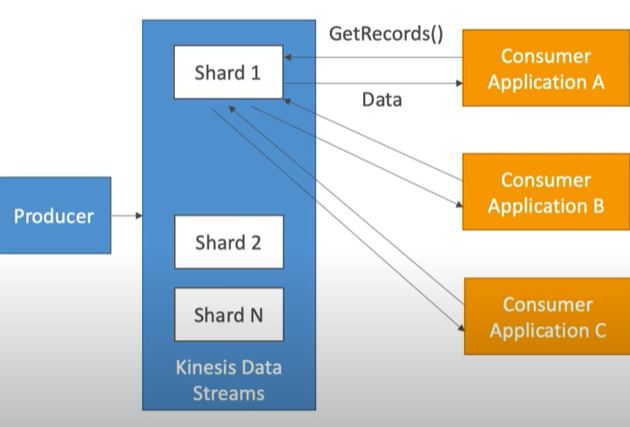 GetRecords()
Shard 1
Consumer
Application A
Data
Consumer
Application B
Producer
Shard 2
Shard N
Consumer
Application C
Kinesis Data
Streams